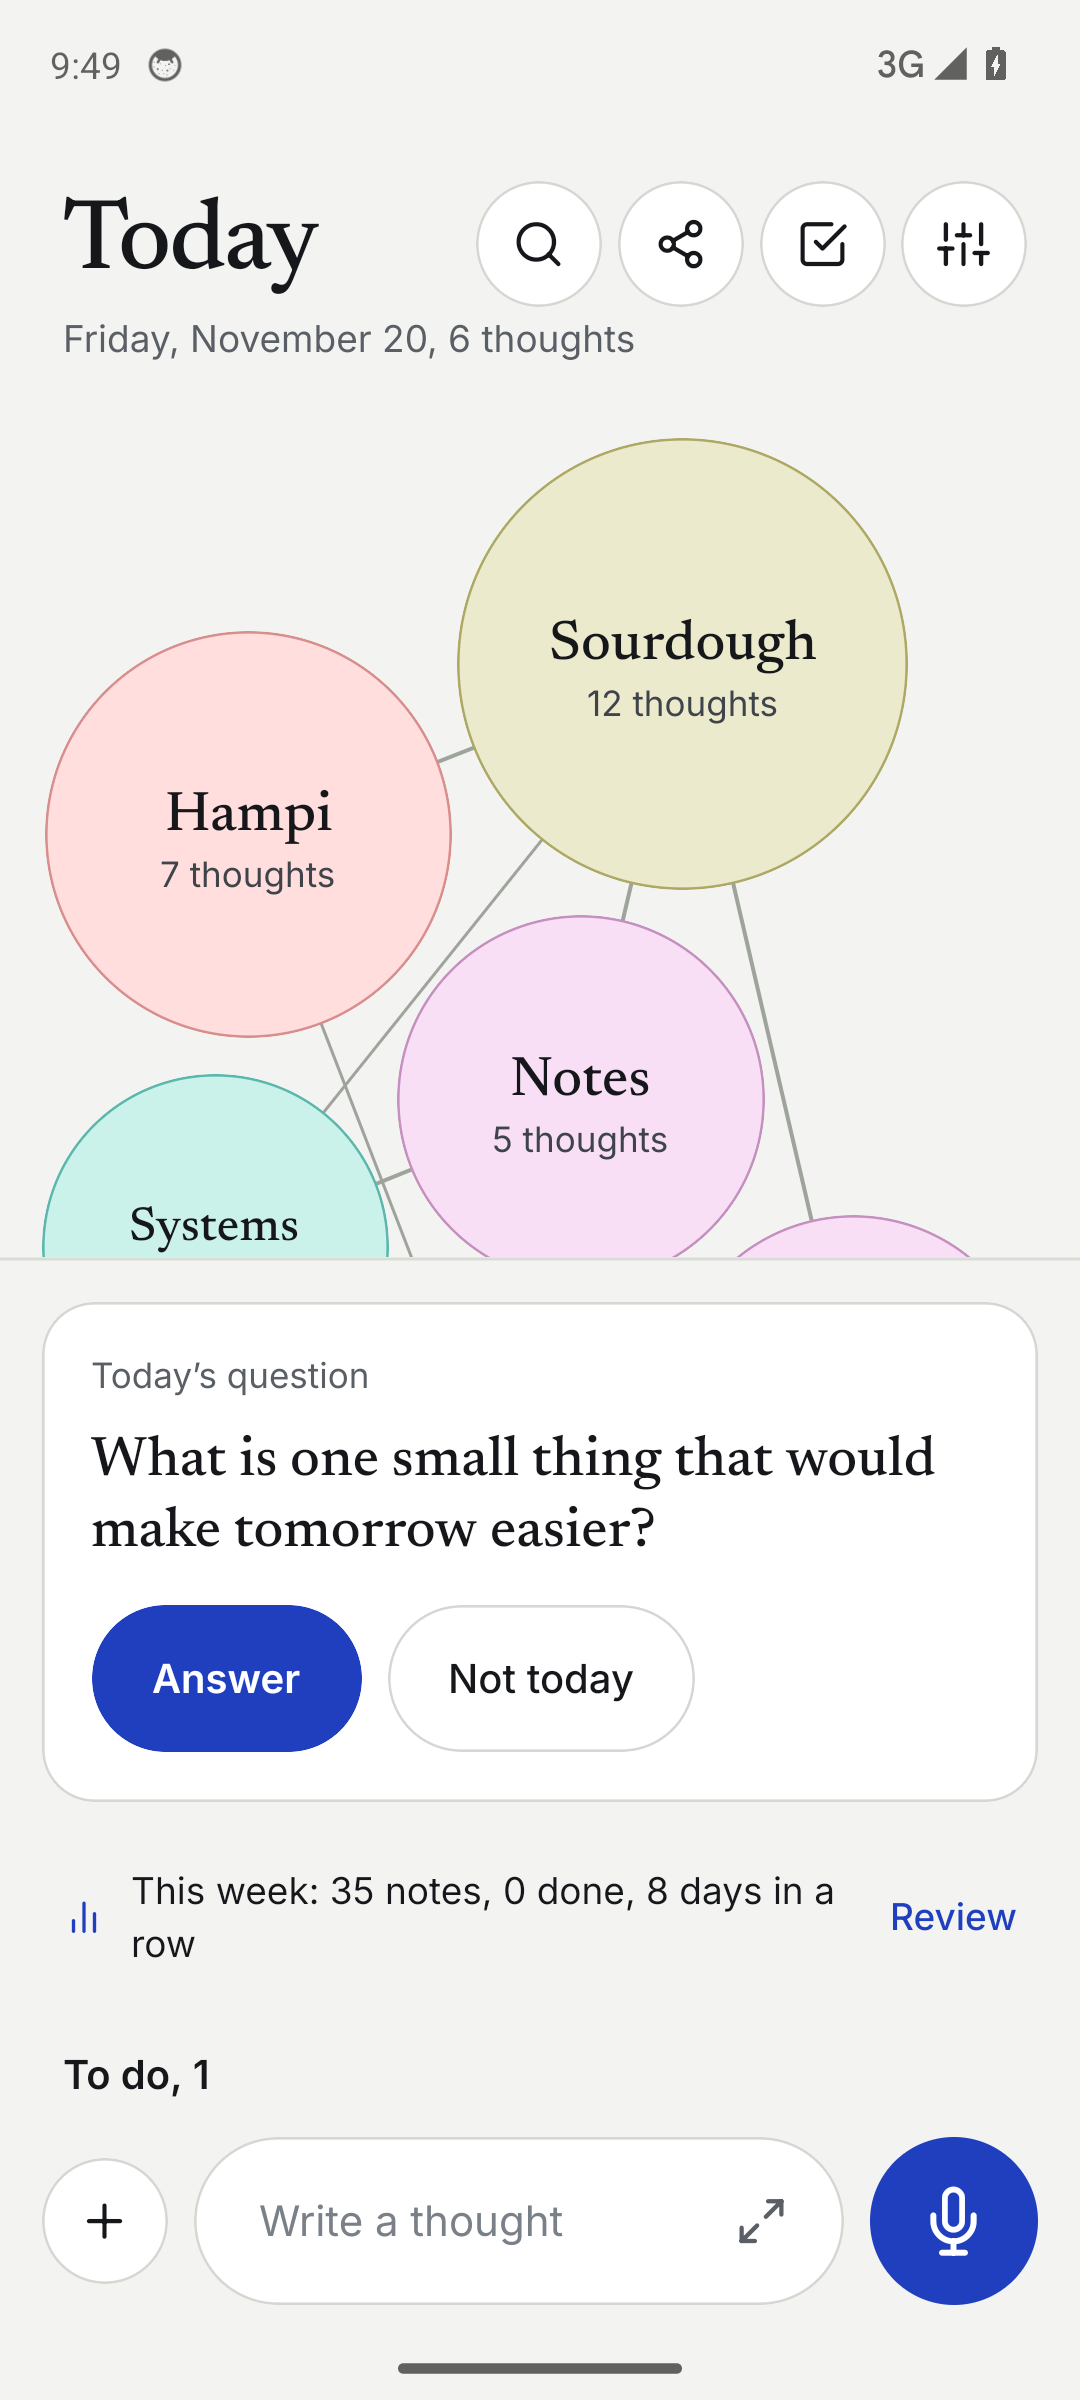 9:49
3G
Today
Friday, November 20, 6 thoughts
Sourdough
12 thoughts
Hampi
7 thoughts
Notes
5 thoughts
Systems
Today’s question
What is one small thing that would
make tomorrow easier?
Answer
Not today
This week: 35 notes, 0 done, 8 days in a
row
Review
To do, 1
Write a thought